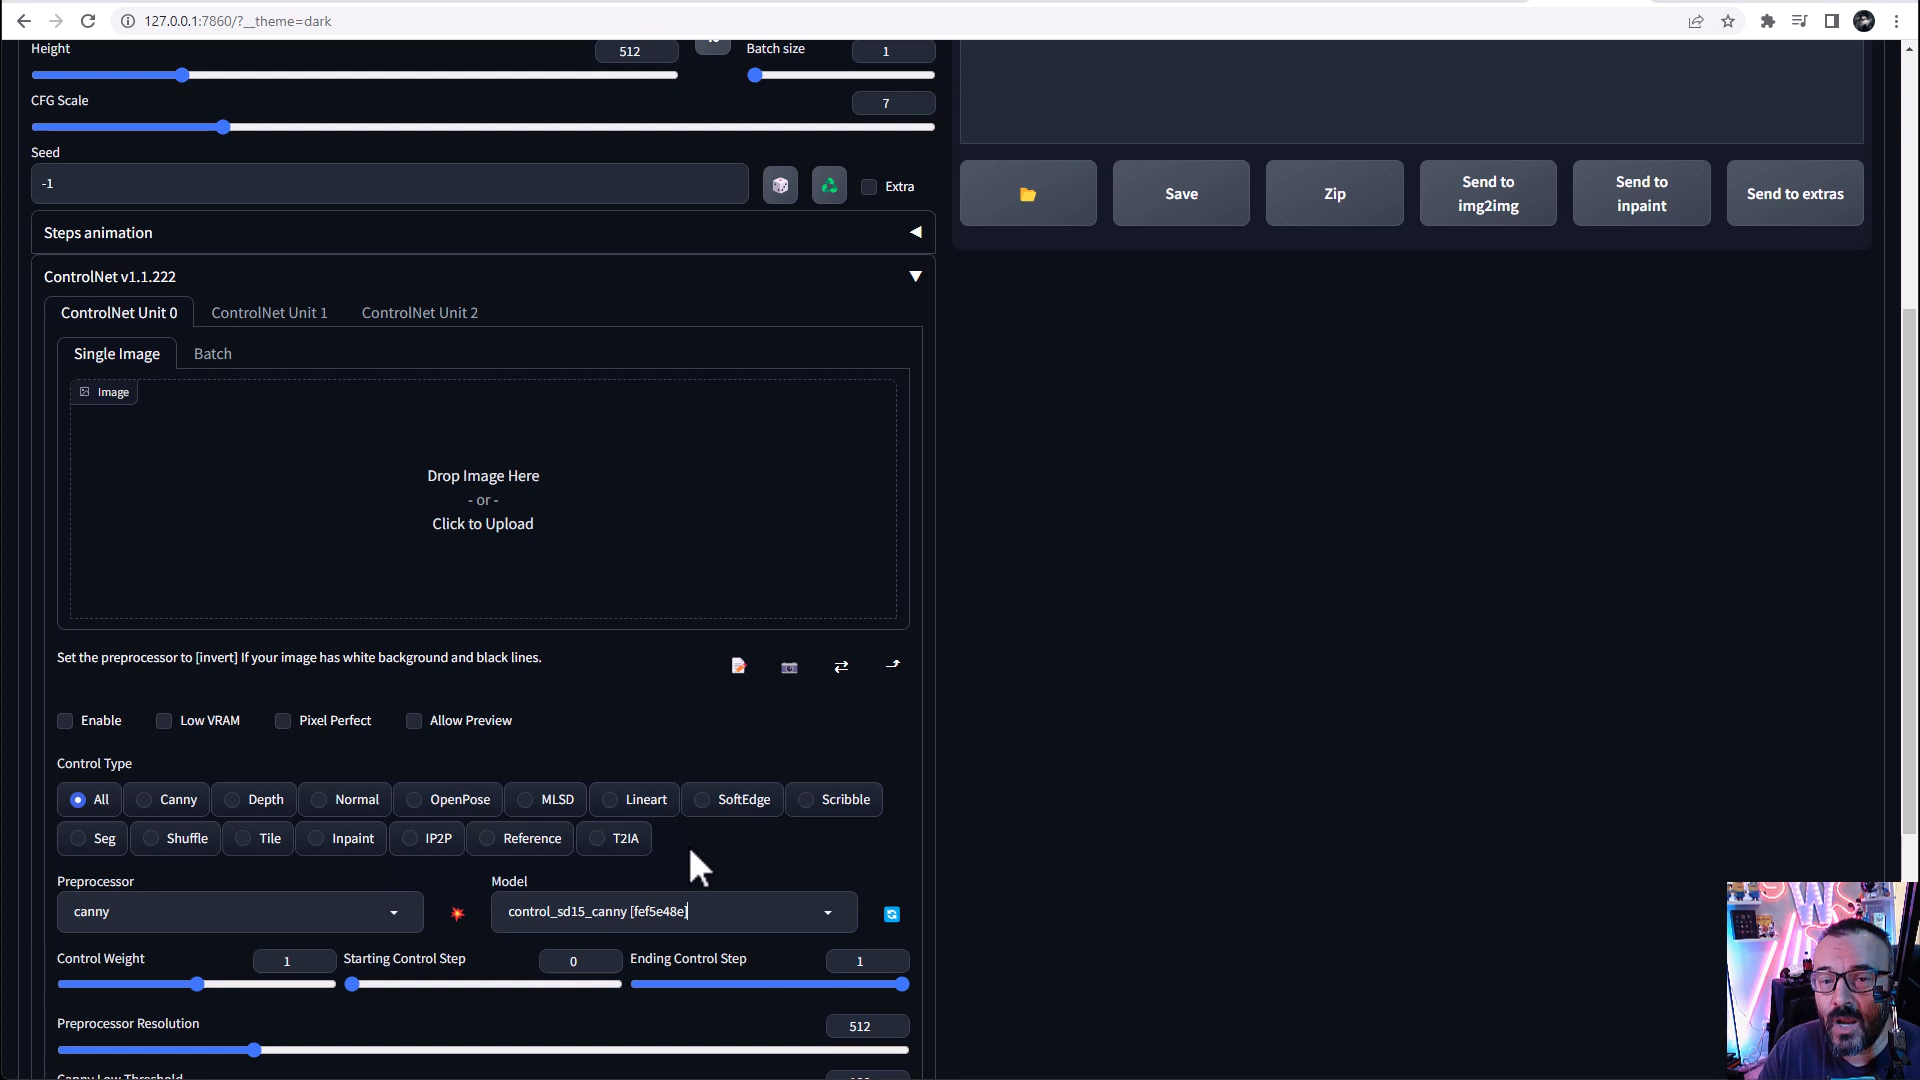 127.0.0.1:7860/?__theme=dark
Height
512
Batch size
1
CFG Scale
7
Seed
-1
Extra
Steps animation
Save
Zip
Send to
img2img
Send to
inpaint
Send to extras
ControlNet v1.1.222
ControlNet Unit 0
ControlNet Unit 1
ControlNet Unit 2
Single Image
Batch
Image
Drop Image Here
- or -
Click to Upload
Set the preprocessor to [invert] If your image has white background and black lines.
Enable
Low VRAM
Pixel Perfect
Allow Preview
Control Type
All
Canny
Depth
Normal
OpenPose
MLSD
Lineart
SoftEdge
Scribble
Seg
Shuffle
Tile
Inpaint
IP2P
Reference
T2IA
Preprocessor
Model
canny
control_sd15_canny [fef5e48e]
Control Weight
1
Starting Control Step
0
Ending Control Step
1
Preprocessor Resolution
512
Canny Low Threshold